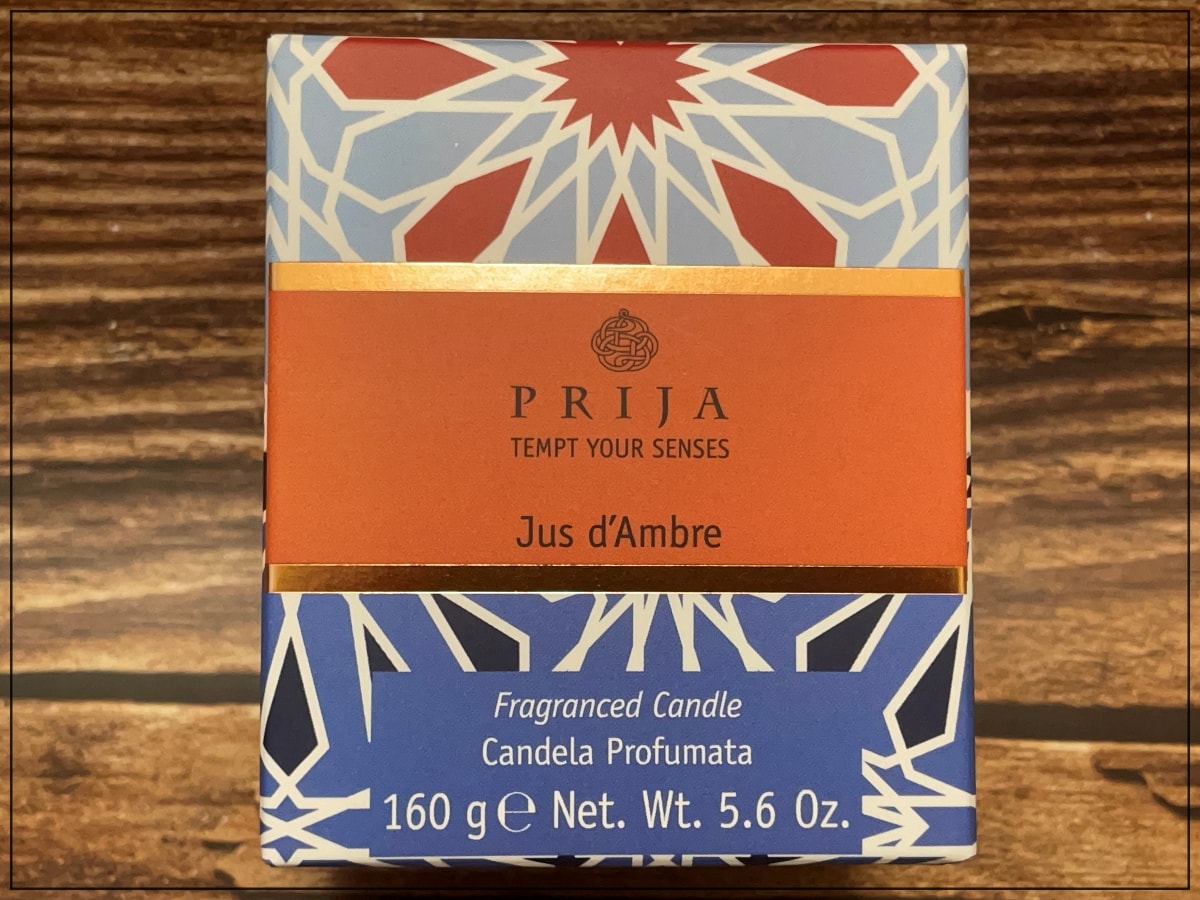 PRIJA
TEMPT YOUR SENSES
Jus d'Ambre
Fragranced Candle
Candela Profumata
160 g ℮ Net. Wt. 5.6 Oz.